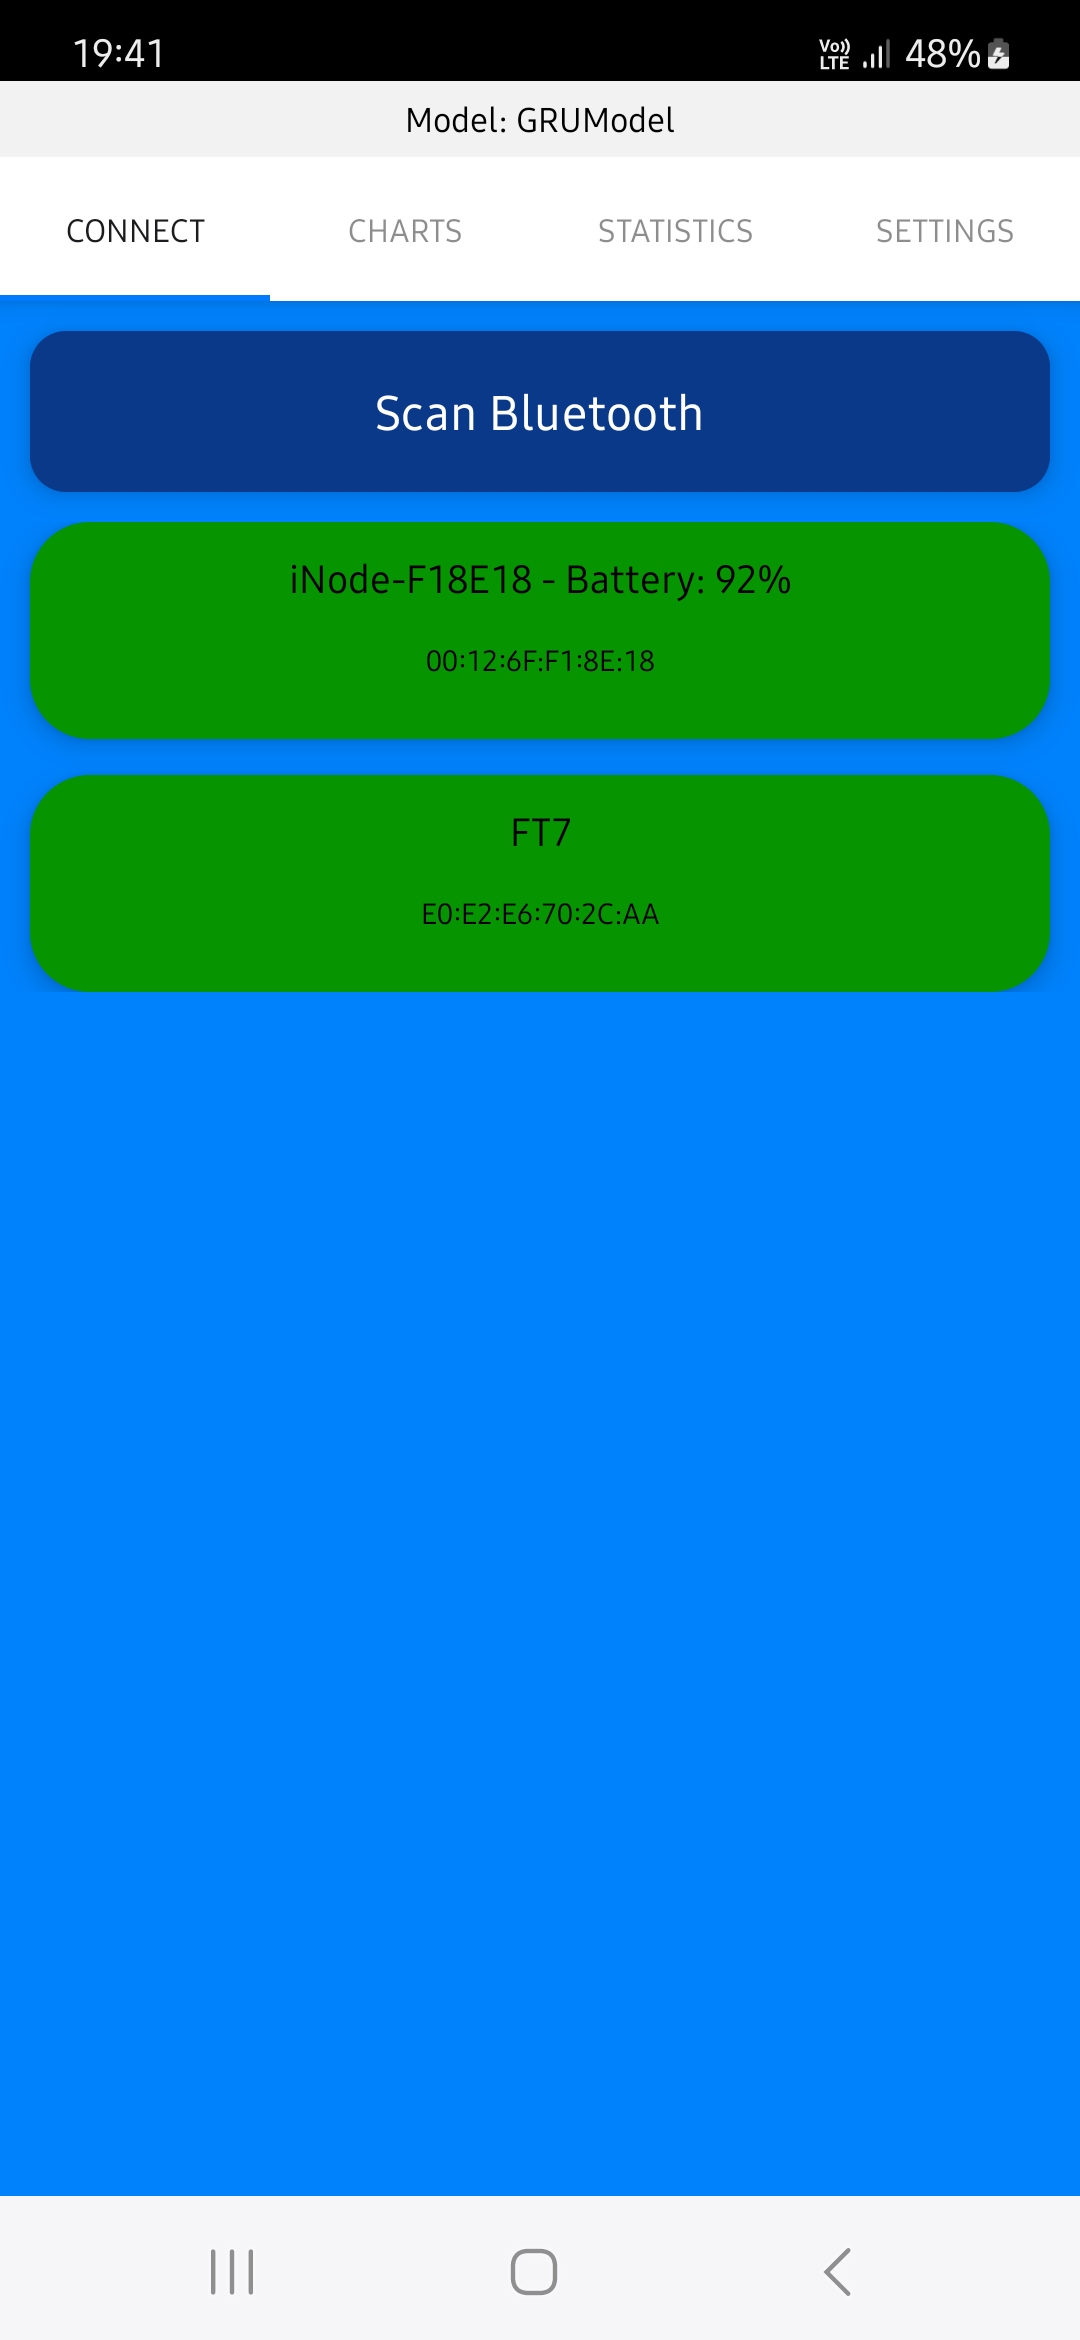 19:41 Vo)) LTE 48%
Model: GRUModel
CONNECT CHARTS STATISTICS SETTINGS
Scan Bluetooth
iNode-F18E18 - Battery: 92%
00:12:6F:F1:8E:18
FT7
E0:E2:E6:70:2C:AA